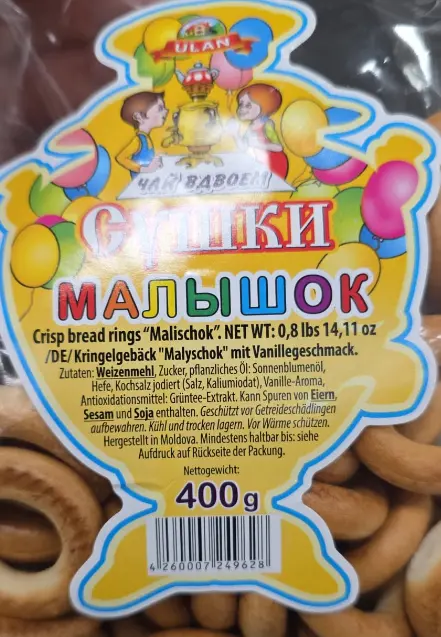 ULAN
ЧАЙ ВДВОЕМ
СУШКИ
МАЛЫШОК
Crisp bread rings "Malischok". NET WT: 0,8 lbs 14,11 oz
/DE/ Kringelgebäck "Malyschok" mit Vanillegeschmack.
Zutaten: Weizenmehl, Zucker, pflanzliches Öl: Sonnenblumenöl,
Hefe, Kochsalz jodiert (Salz, Kaliumiodat), Vanille-Aroma,
Antioxidationsmittel: Grüntee-Extrakt. Kann Spuren von Eiern,
Sesam und Soja enthalten. Geschützt vor Getreideschädlingen
aufbewahren. Kühl und trocken lagern. Vor Wärme schützen.
Hergestellt in Moldova. Mindestens haltbar bis: siehe
Aufdruck auf Rückseite der Packung.
Nettogewicht:
400 g
4 260007 249628